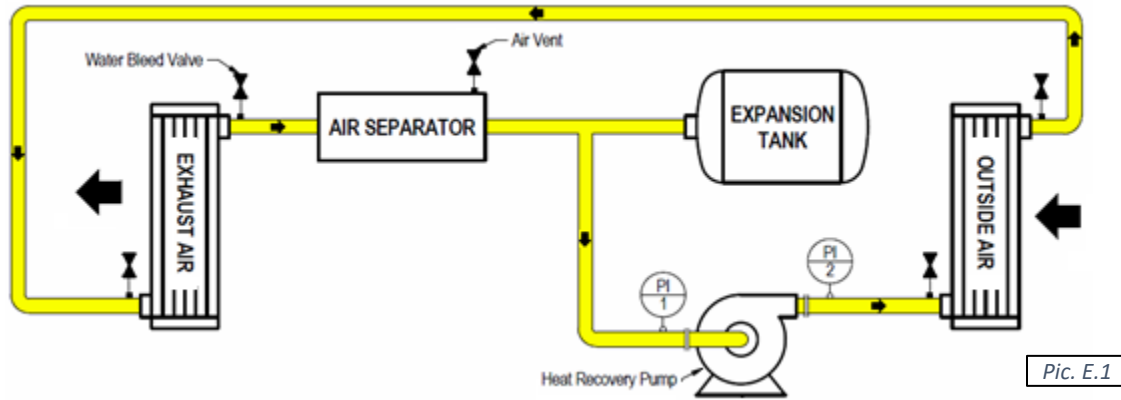 Air Vent
Water Bleed Valve
AIR SEPARATOR
EXPANSION
TANK
EXHAUST AIR
OUTSIDE AIR
PI
1
PI
2
Heat Recovery Pump
Pic. E.1